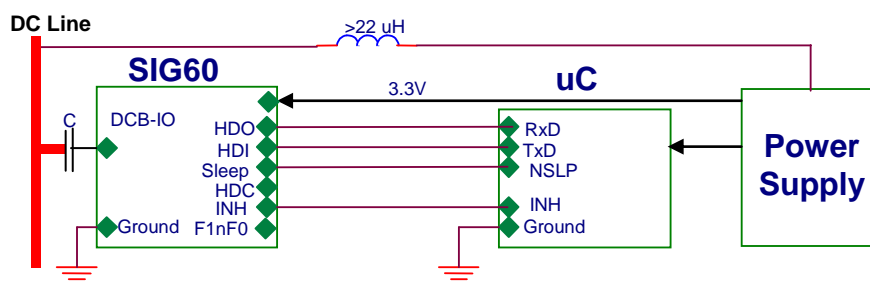 DC Line
>22 uH
SIG60
uC
3.3V
C
DCB-IO
HDO
RxD
HDI
TxD
Sleep
NSLP
HDC
INH
INH
Ground
F1nF0
Ground
Power
Supply